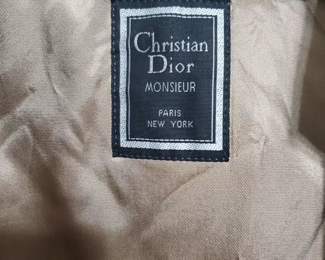 Christian
Dior
MONSIEUR
PARIS
NEW YORK